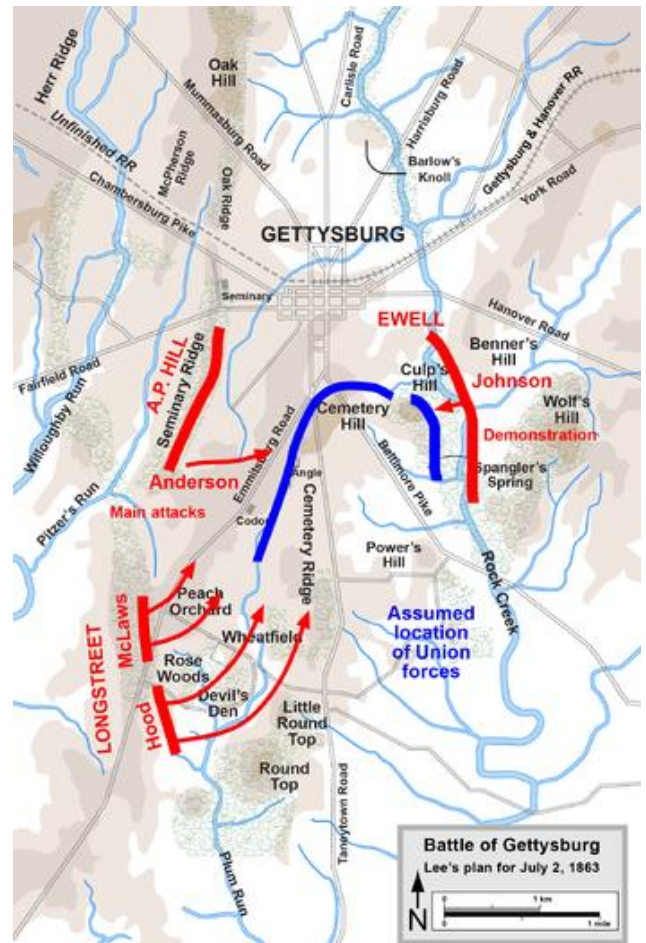 Oak
Hill
Herr Ridge
Mummasburg Road
Carlisle Road
Harrisburg Road
Gettysburg & Hanover RR
Unfinished RR
McPherson
Ridge
Oak Ridge
Barlow's
Knoll
York Road
Chambersburg Pike
GETTYSBURG
Seminary
Hanover Road
EWELL
Benner's
Hill
A.P. HILL
Seminary Ridge
Fairfield Road
Willoughby Run
Culp's
Hill
Johnson
Wolf's
Hill
Cemetery
Hill
Demonstration
Emmitsburg Road
Baltimore Pike
Spangler's
Spring
Anderson
Angle
Pitzer's Run
Main attacks
Codori
Cemetery Ridge
Power's
Hill
Rock Creek
Peach
Orchard
LONGSTREET
McLaws
Wheatfield
Assumed
location
of Union
forces
Rose
Woods
Devil's
Den
Hood
Little
Round
Top
Round
Top
Taneytown Road
Plum Run
Battle of Gettysburg
Lee's plan for July 2, 1863
N
0 1 km
0 1 mile